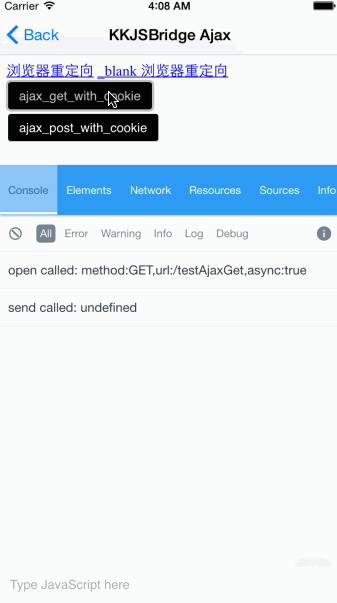 Carrier 4:08 AM
Back KKJSBridge Ajax
浏览器重定向 _blank 浏览器重定向
ajax_get_with_cookie
ajax_post_with_cookie
Console Elements Network Resources Sources Info
All Error Warning Info Log Debug
open called: method:GET,url:/testAjaxGet,async:true
send called: undefined
Type JavaScript here